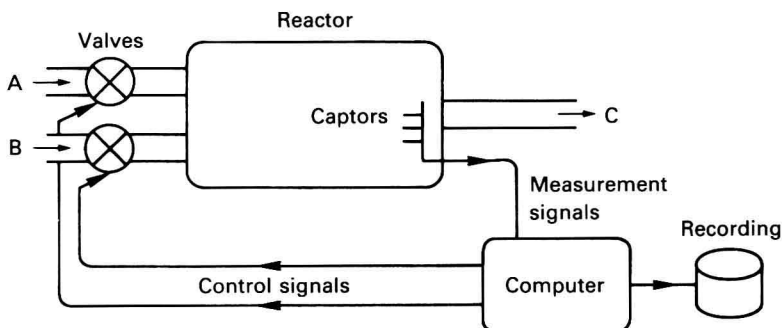 Reactor
Valves
A
Captors
C
B
Measurement
signals
Recording
Control signals
Computer